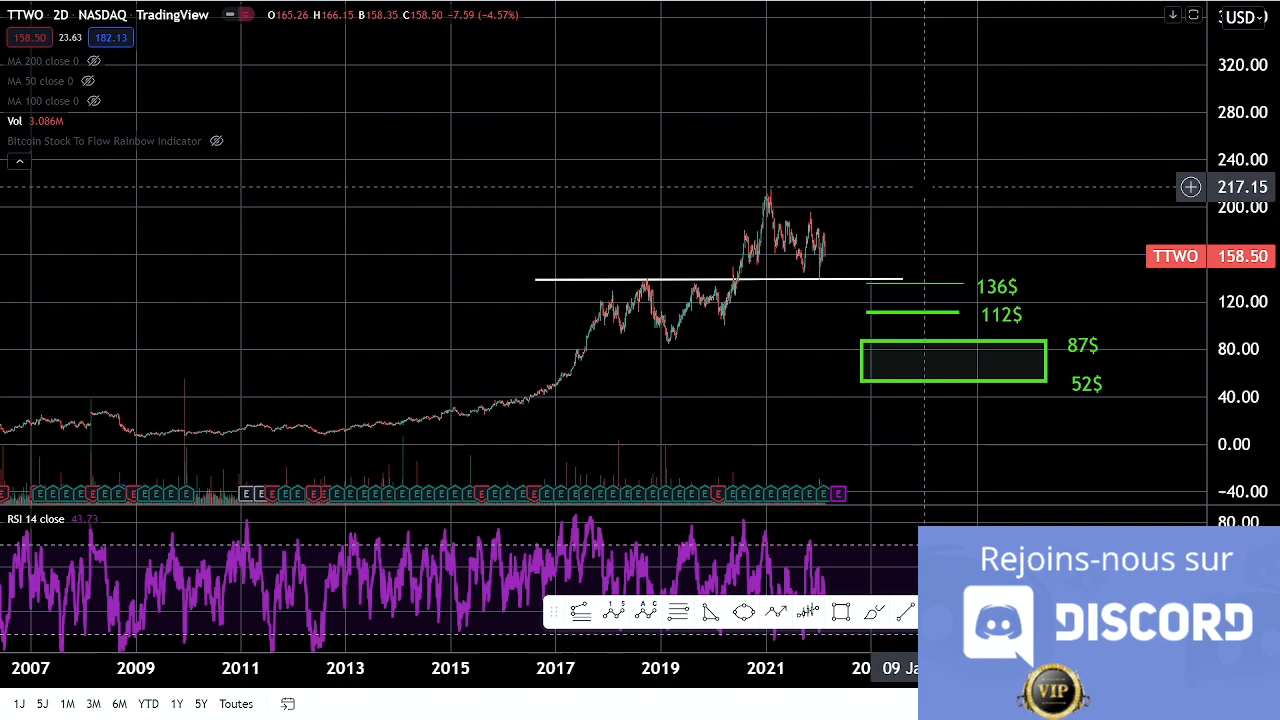 TTWO · 2D · NASDAQ · TradingView O165.26 H166.15 B158.35 C158.50 −7.59 (−4.57%)
158.50 23.63 182.13
MA 200 close 0
MA 50 close 0
MA 100 close 0
Vol 3.086M
Bitcoin Stock To Flow Rainbow Indicator
USD
320.00
280.00
240.00
217.15
200.00
TTWO 158.50
120.00
80.00
40.00
0.00
−40.00
80.00
136$
112$
87$
52$
RSI 14 close 43.73
2007 2009 2011 2013 2015 2017 2019 2021
1J 5J 1M 3M 6M YTD 1Y 5Y Toutes
Rejoins-nous sur
DISCORD
VIP